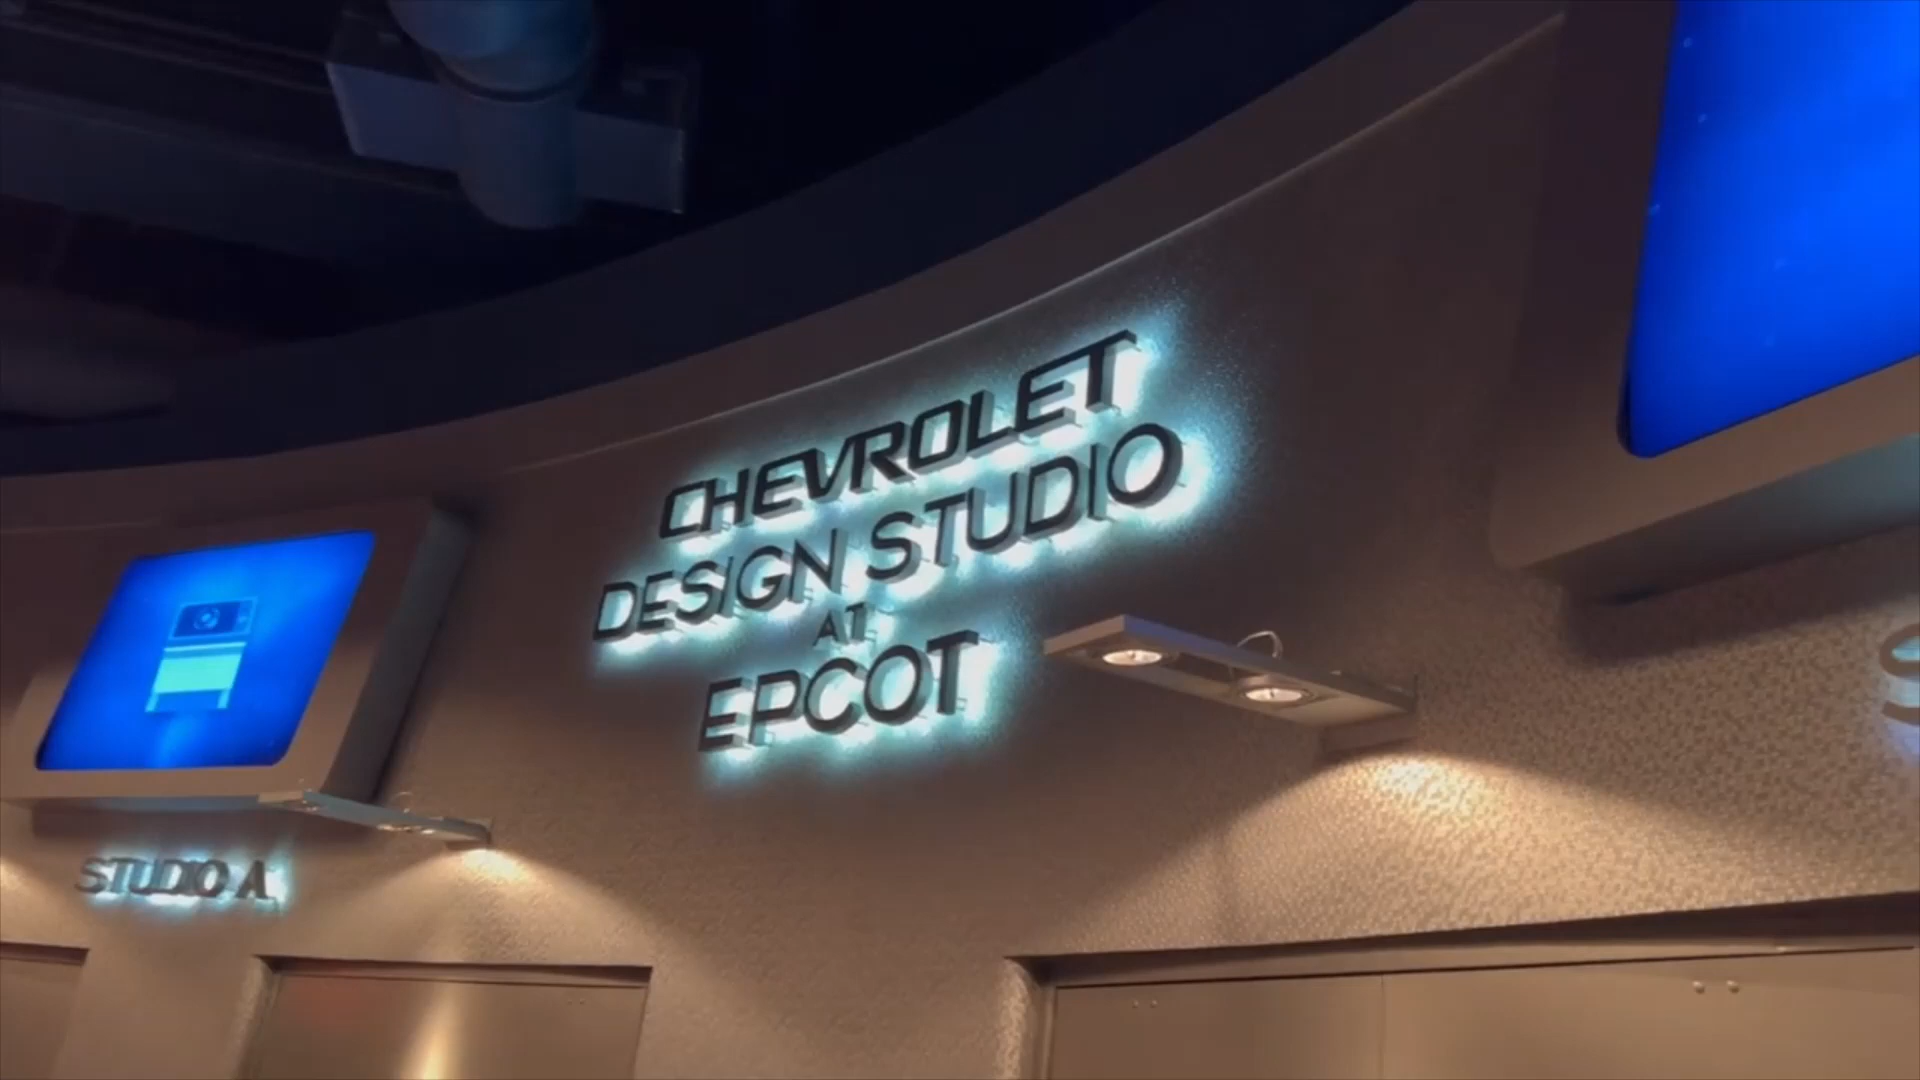 CHEVROLET
DESIGN STUDIO
AT
EPCOT
STUDIO A